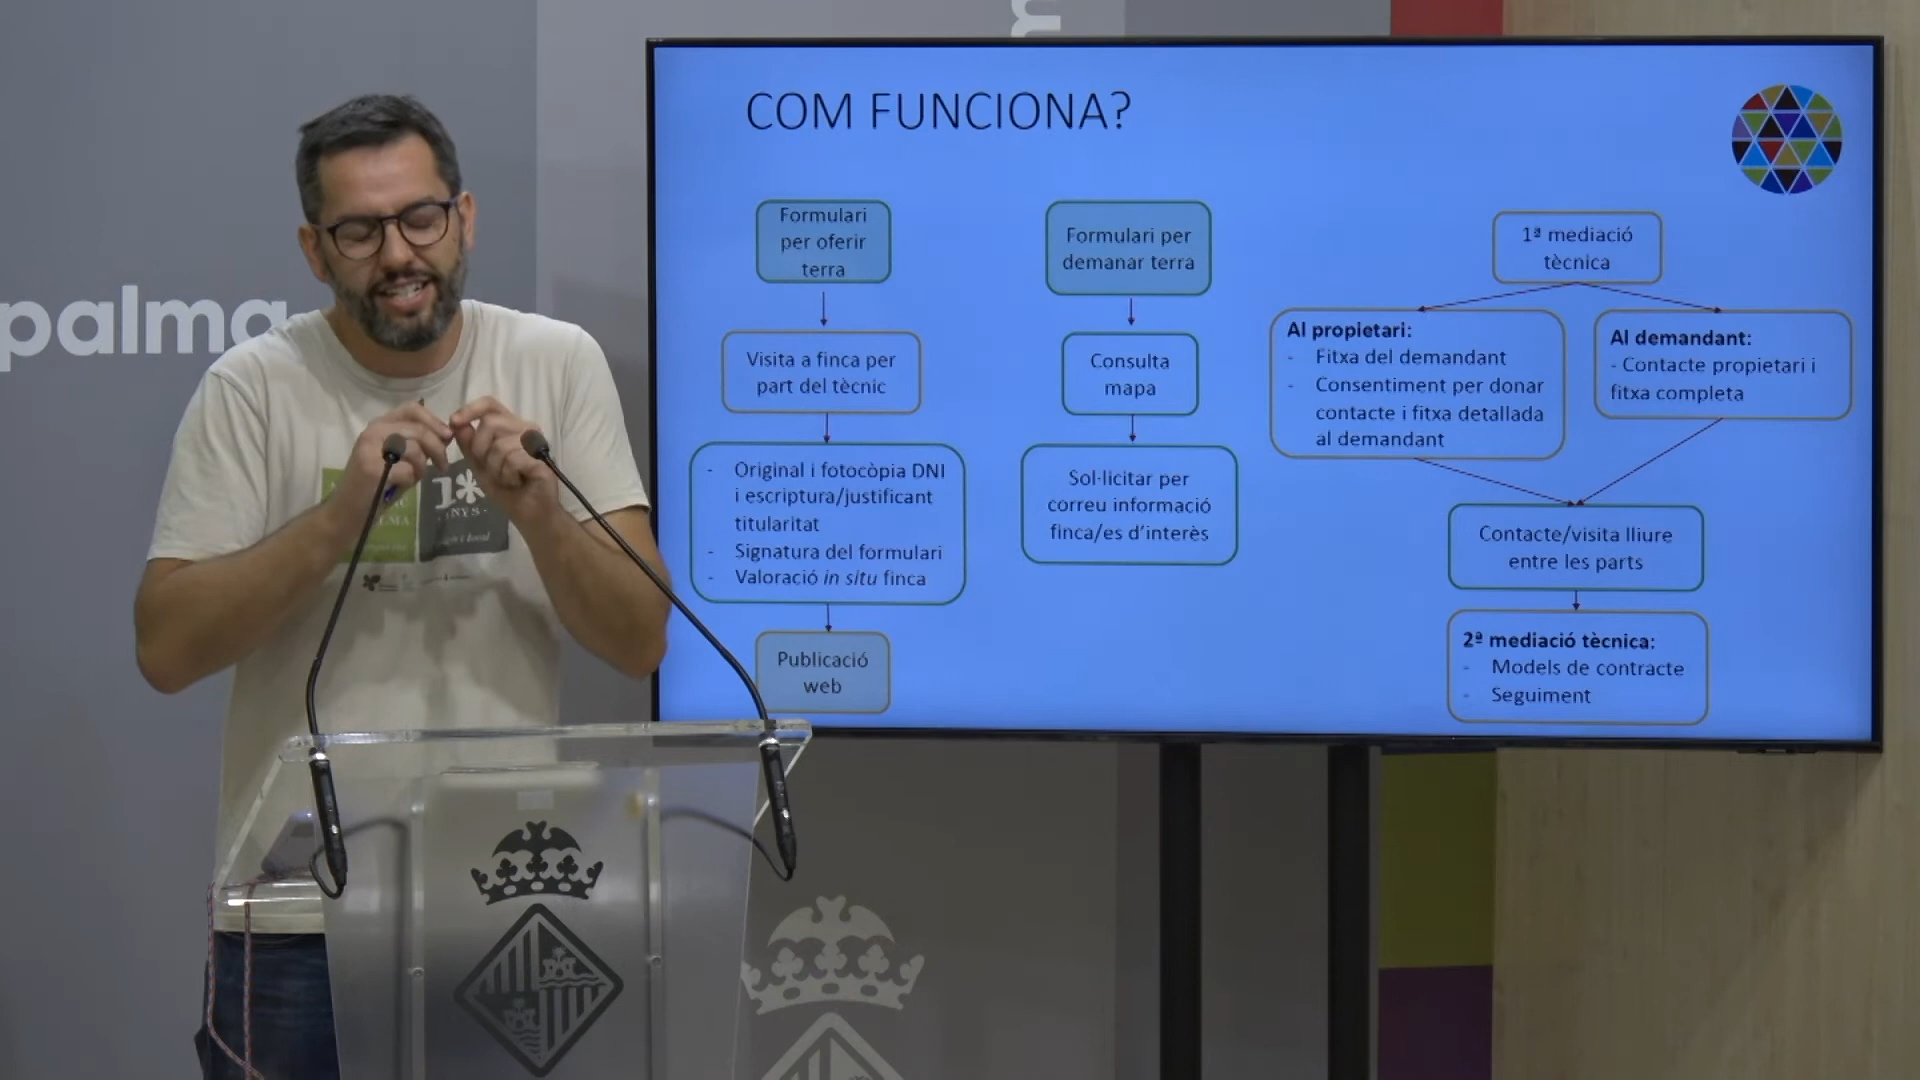 palma
COM FUNCIONA?
Formulari
per oferir
terra
Visita a finca per
part del tècnic
- Original i fotocòpia DNI
i escriptura/justificant
titularitat
- Signatura del formulari
- Valoració in situ finca
Publicació
web
Formulari per
demanar terra
Consulta
mapa
Sol·licitar per
correu informació
finca/es d'interès
1ª mediació
tècnica
Al propietari:
- Fitxa del demandant
- Consentiment per donar
contacte i fitxa detallada
al demandant
Al demandant:
- Contacte propietari i
fitxa completa
Contacte/visita lliure
entre les parts
2ª mediació tècnica:
- Models de contracte
- Seguiment